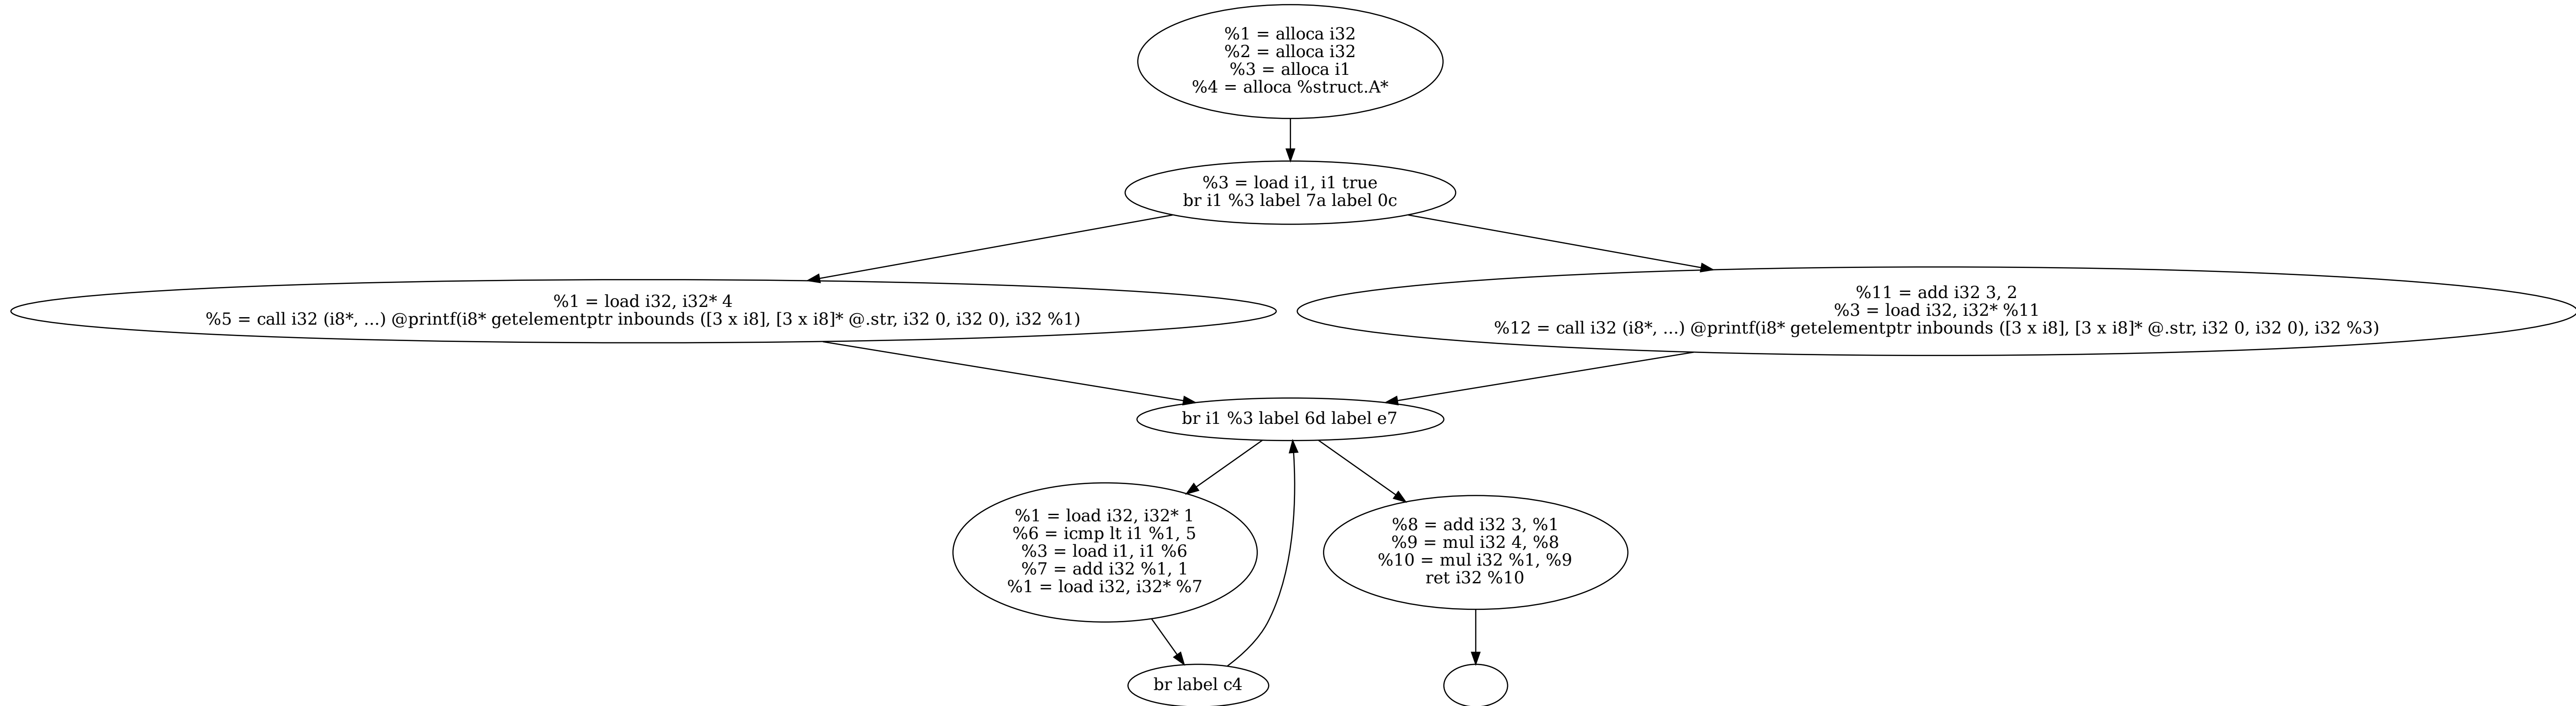 %1 = alloca i32
%2 = alloca i32
%3 = alloca i1
%4 = alloca %struct.A*
%3 = load i1, i1 true
br i1 %3 label 7a label 0c
%1 = load i32, i32* 4
%5 = call i32 (i8*, ...) @printf(i8* getelementptr inbounds ([3 x i8], [3 x i8]* @.str, i32 0, i32 0), i32 %1)
%11 = add i32 3, 2
%3 = load i32, i32* %11
%12 = call i32 (i8*, ...) @printf(i8* getelementptr inbounds ([3 x i8], [3 x i8]* @.str, i32 0, i32 0), i32 %3)
br i1 %3 label 6d label e7
%1 = load i32, i32* 1
%6 = icmp lt i1 %1, 5
%3 = load i1, i1 %6
%7 = add i32 %1, 1
%1 = load i32, i32* %7
%8 = add i32 3, %1
%9 = mul i32 4, %8
%10 = mul i32 %1, %9
ret i32 %10
br label c4